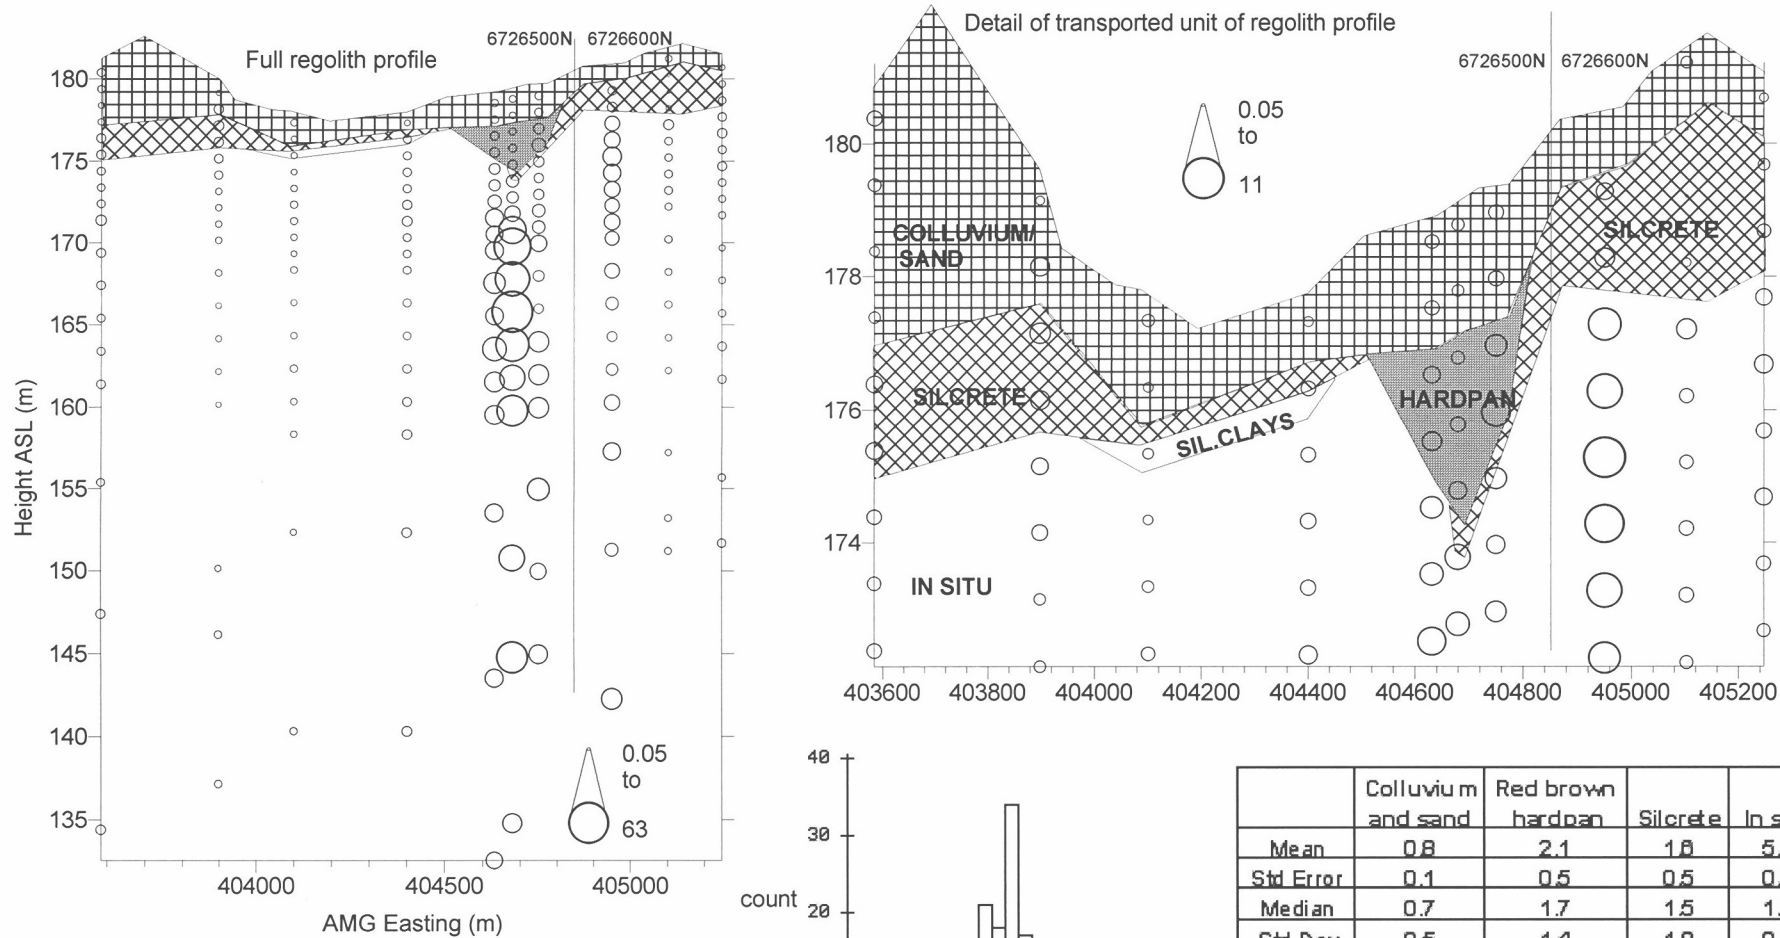 Full regolith profile
6726500N
6726600N
180
175
170
165
160
155
150
145
140
135
Height ASL (m)
404000
404500
405000
AMG Easting (m)
0.05
to
63
Detail of transported unit of regolith profile
6726500N
6726600N
0.05
to
11
180
178
176
174
COLLUVIUM/
SAND
SILCRETE
SILCRETE
HARDPAN
SIL.CLAYS
IN SITU
403600
403800
404000
404200
404400
404600
404800
405000
405200
40
30
20
count
Colluvium Red brown
and sand hardpan Silcrete In s
Mean 0.8 2.1 5.
Std Error 0.1 0.5 0.5 0.
Median 0.7 1.7 1.5 1.